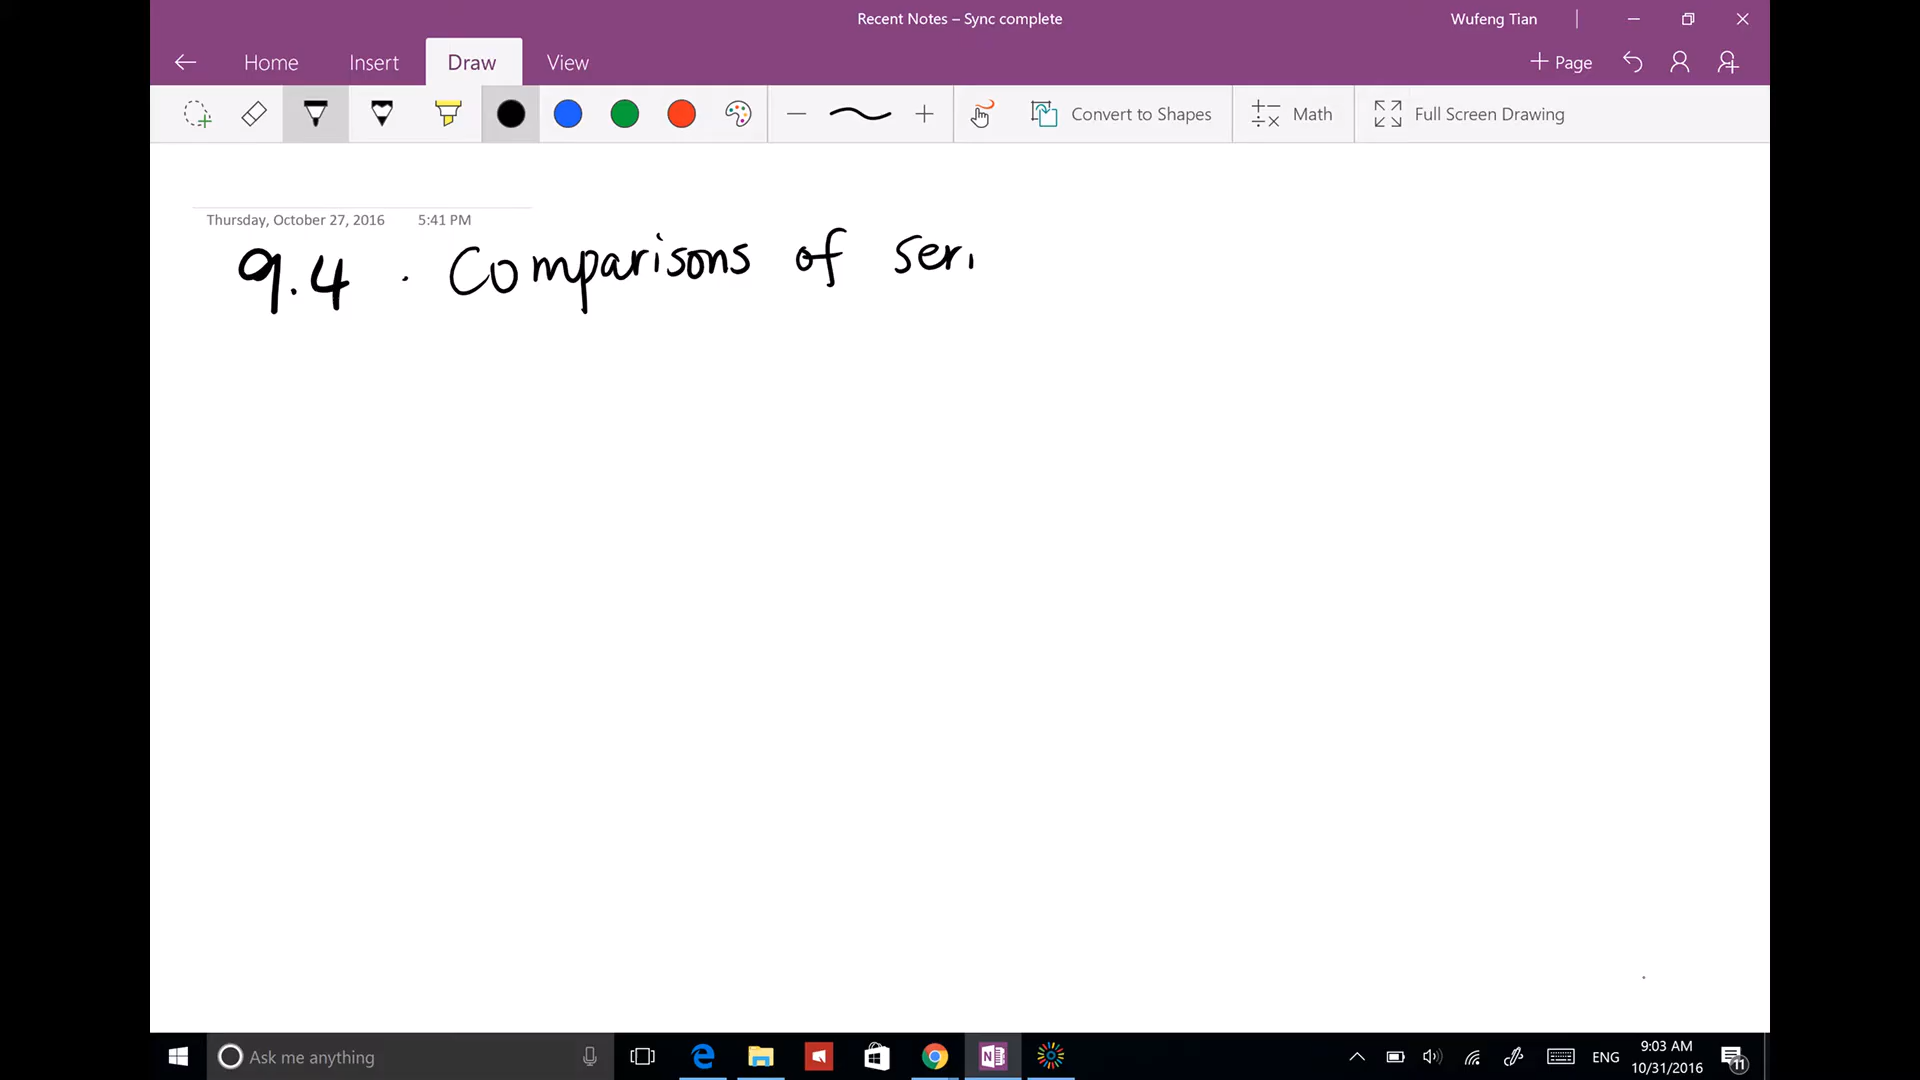 Recent Notes – Sync complete
Wufeng Tian
Home
Insert
Draw
View
Page
Convert to Shapes
Math
Full Screen Drawing
Thursday, October 27, 2016 5:41 PM
9.4 . Comparisons of seri
Ask me anything
N
ENG
9:03 AM
10/31/2016
11